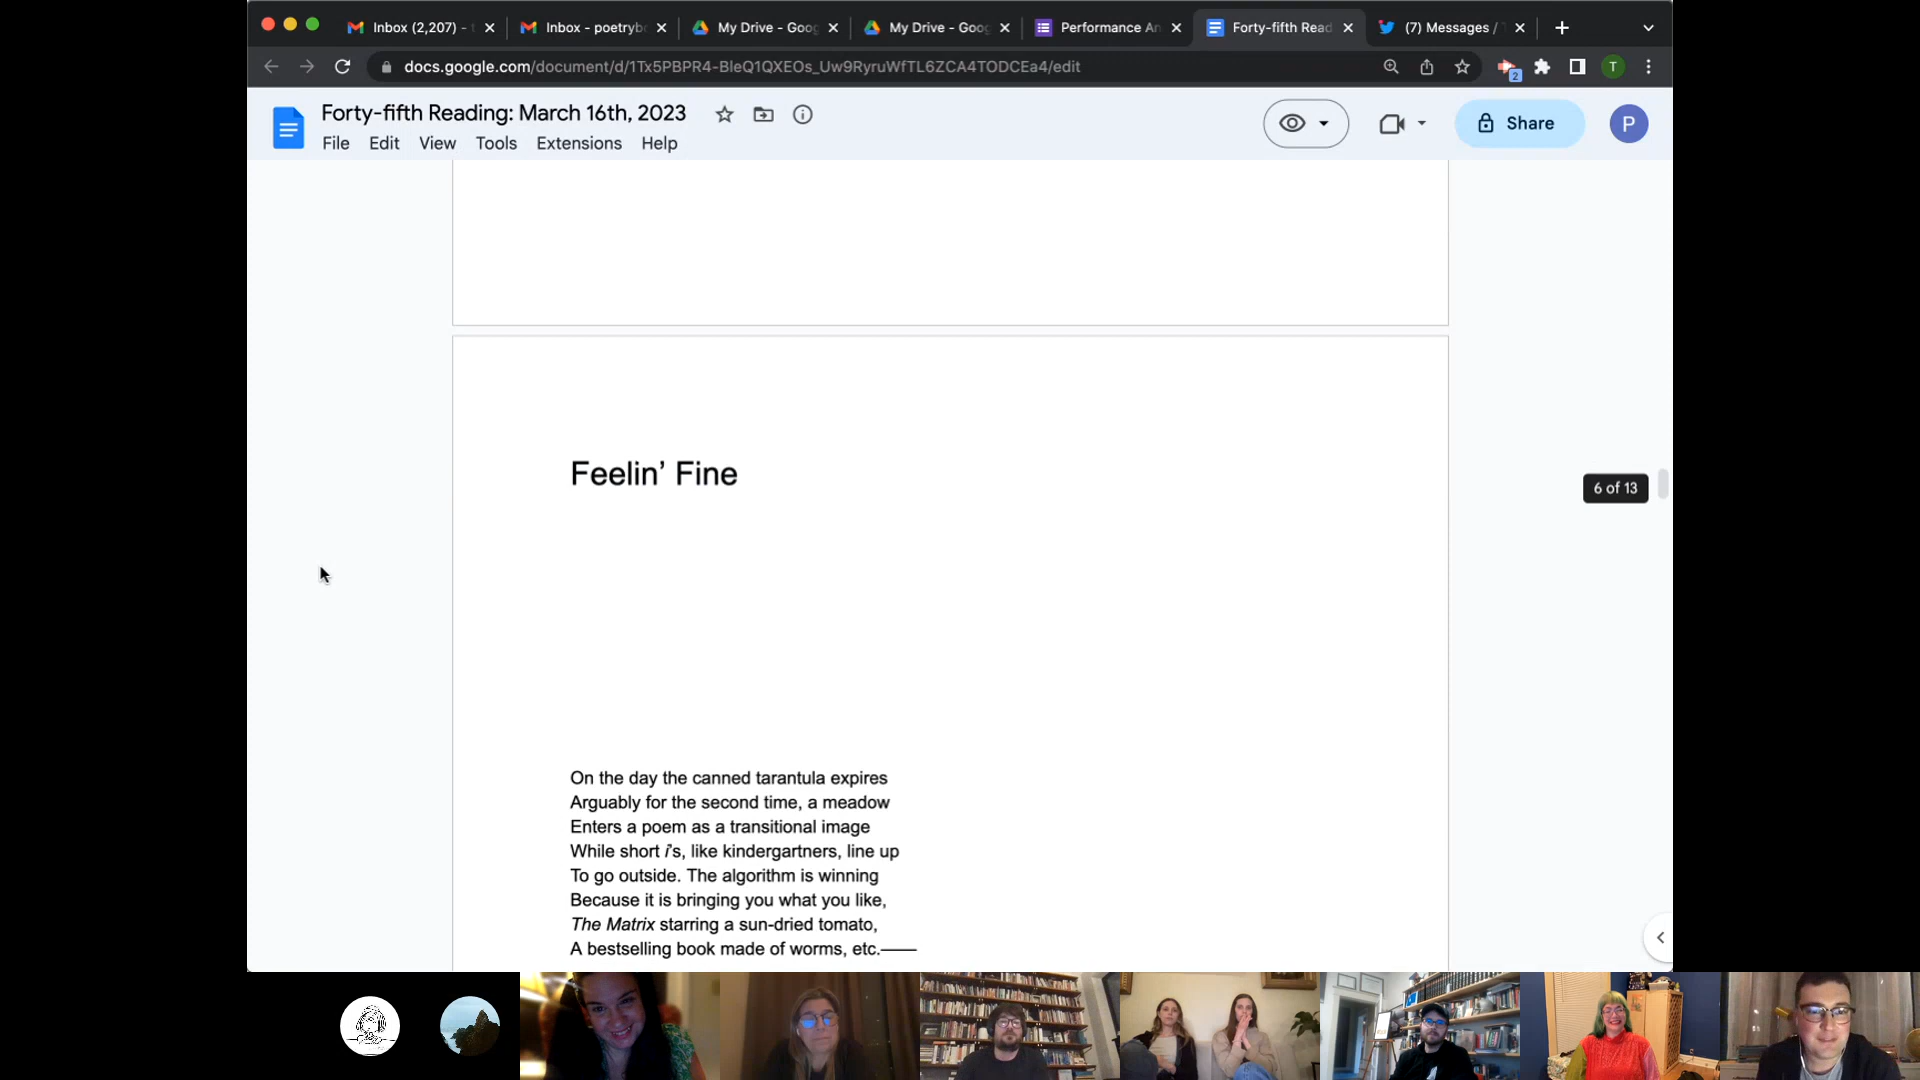 Inbox (2,207) -
Inbox - poetryb
My Drive - Goog
My Drive - Goog
Performance An
Forty-fifth Read
(7) Messages /
docs.google.com/document/d/1Tx5PBPR4-BleQ1QXEOs_Uw9RyruWfTL6ZCA4TODCEa4/edit
2
T
Forty-fifth Reading: March 16th, 2023
Share
P
File Edit View Tools Extensions Help
Feelin’ Fine
6 of 13
On the day the canned tarantula expires
Arguably for the second time, a meadow
Enters a poem as a transitional image
While short i’s, like kindergartners, line up
To go outside. The algorithm is winning
Because it is bringing you what you like,
The Matrix starring a sun-dried tomato,
A bestselling book made of worms, etc.——